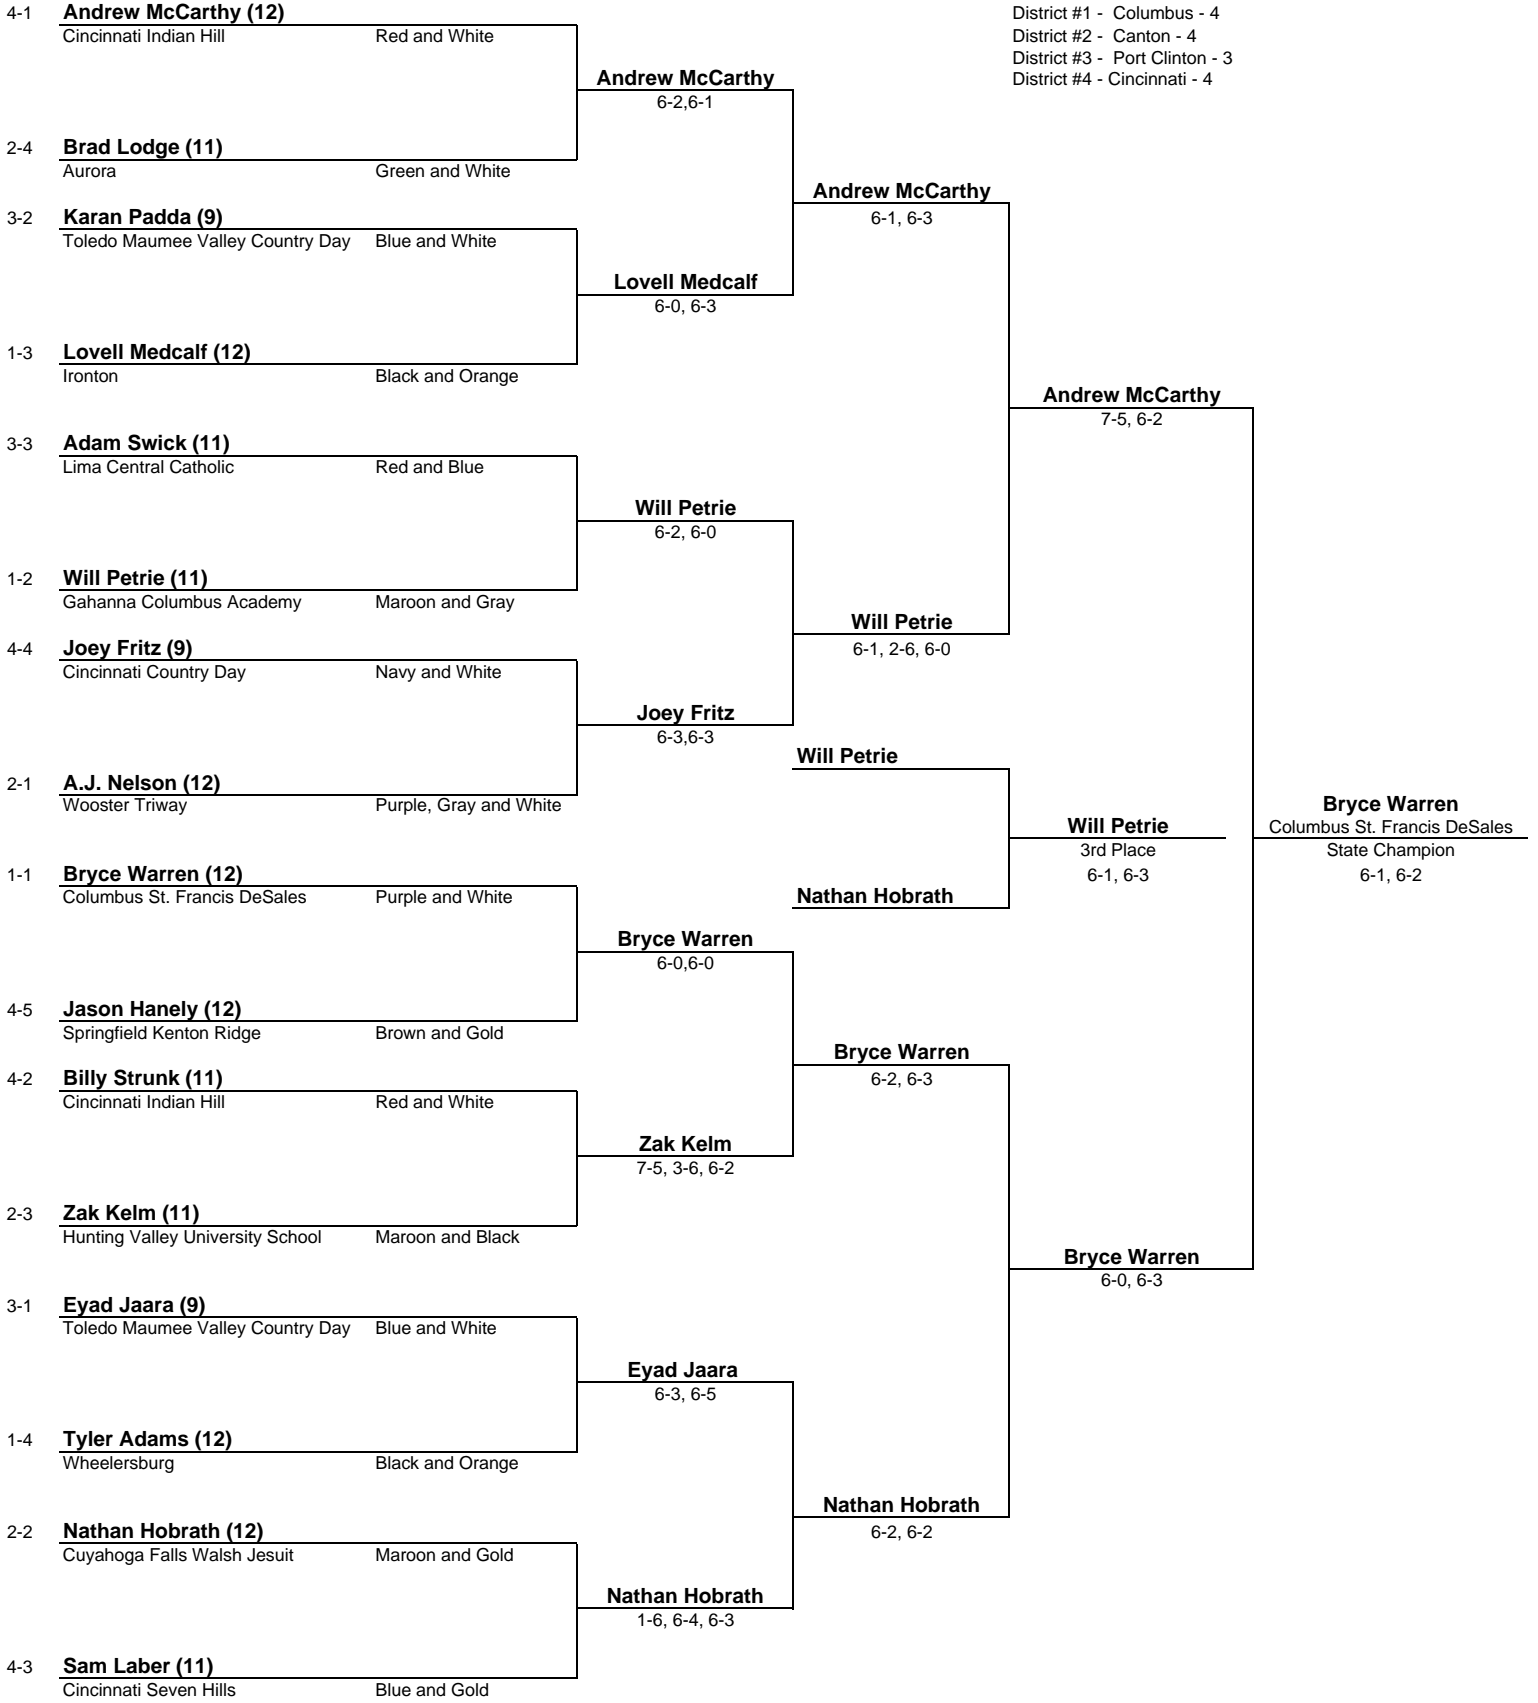 District #1 -  Columbus - 4
District #2 -  Canton - 4
District #3 -  Port Clinton - 3
District #4 - Cincinnati - 4
4-1 Andrew McCarthy (12)
Cincinnati Indian Hill Red and White
2-4 Brad Lodge (11)
Aurora Green and White
3-2 Karan Padda (9)
Toledo Maumee Valley Country Day Blue and White
1-3 Lovell Medcalf (12)
Ironton Black and Orange
3-3 Adam Swick (11)
Lima Central Catholic Red and Blue
1-2 Will Petrie (11)
Gahanna Columbus Academy Maroon and Gray
4-4 Joey Fritz (9)
Cincinnati Country Day Navy and White
2-1 A.J. Nelson (12)
Wooster Triway Purple, Gray and White
1-1 Bryce Warren (12)
Columbus St. Francis DeSales Purple and White
4-5 Jason Hanely (12)
Springfield Kenton Ridge Brown and Gold
4-2 Billy Strunk (11)
Cincinnati Indian Hill Red and White
2-3 Zak Kelm (11)
Hunting Valley University School Maroon and Black
3-1 Eyad Jaara (9)
Toledo Maumee Valley Country Day Blue and White
1-4 Tyler Adams (12)
Wheelersburg Black and Orange
2-2 Nathan Hobrath (12)
Cuyahoga Falls Walsh Jesuit Maroon and Gold
4-3 Sam Laber (11)
Cincinnati Seven Hills Blue and Gold
Andrew McCarthy
6-2,6-1
Lovell Medcalf
6-0, 6-3
Will Petrie
6-2, 6-0
Joey Fritz
6-3,6-3
Bryce Warren
6-0,6-0
Zak Kelm
7-5, 3-6, 6-2
Eyad Jaara
6-3, 6-5
Nathan Hobrath
1-6, 6-4, 6-3
Andrew McCarthy
6-1, 6-3
Will Petrie
6-1, 2-6, 6-0
Will Petrie
Nathan Hobrath
Bryce Warren
6-2, 6-3
Nathan Hobrath
6-2, 6-2
Andrew McCarthy
7-5, 6-2
Will Petrie
3rd Place
6-1, 6-3
Bryce Warren
6-0, 6-3
Bryce Warren
Columbus St. Francis DeSales
State Champion
6-1, 6-2